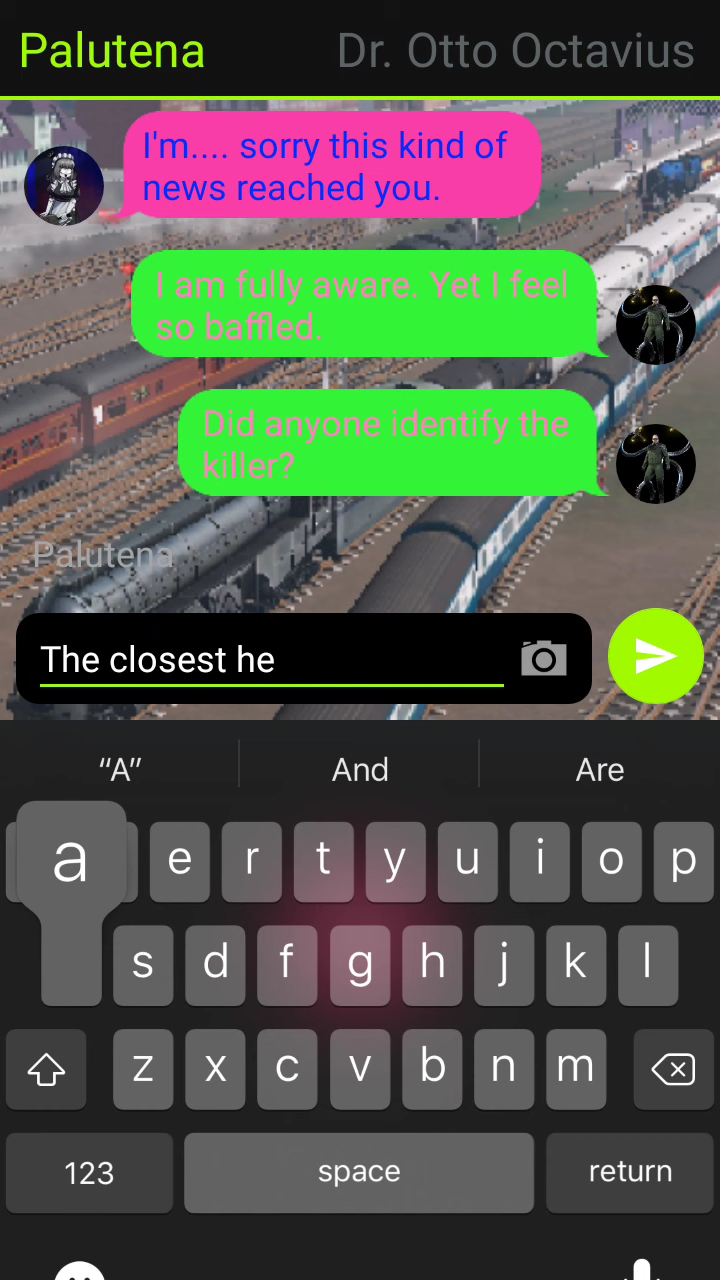 Palutena Dr. Otto Octavius
I'm.... sorry this kind of
news reached you.
I am fully aware. Yet I feel
so baffled.
Did anyone identify the
killer?
Palutena
The closest he
“A” And Are
a e r t y u i o p
s d f g h j k l
z x c v b n m
123 space return